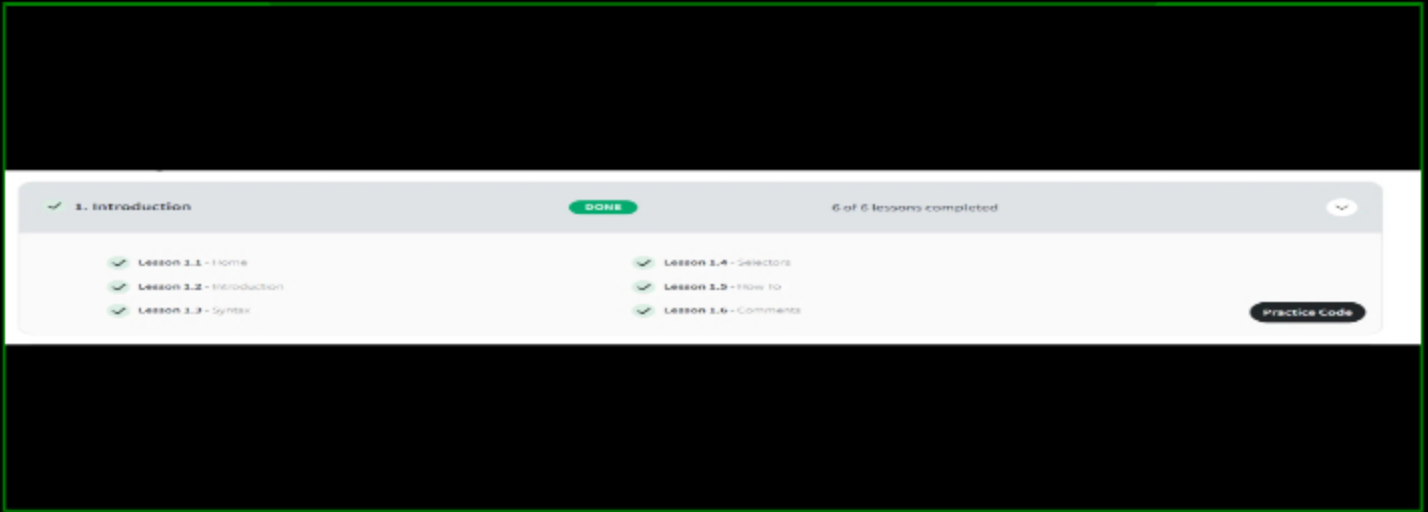 1. Introduction DONE 6 of 6 lessons completed
Lesson 1.1 - Home
Lesson 1.2 - Introduction
Lesson 1.3 - Syntax
Lesson 1.4 - Selectors
Lesson 1.5 - How To
Lesson 1.6 - Comments
Practice Code